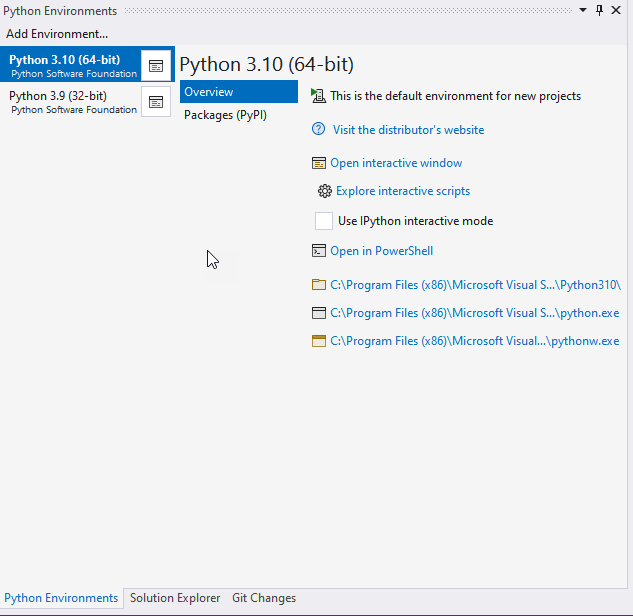 Python Environments
Add Environment...
Python 3.10 (64-bit)
Python Software Foundation
Python 3.9 (32-bit)
Python Software Foundation
Python 3.10 (64-bit)
Overview
Packages (PyPI)
This is the default environment for new projects
Visit the distributor's website
Open interactive window
Explore interactive scripts
Use IPython interactive mode
Open in PowerShell
C:\Program Files (x86)\Microsoft Visual S...\Python310\
C:\Program Files (x86)\Microsoft Visual S...\python.exe
C:\Program Files (x86)\Microsoft Visual...\pythonw.exe
Python Environments Solution Explorer Git Changes